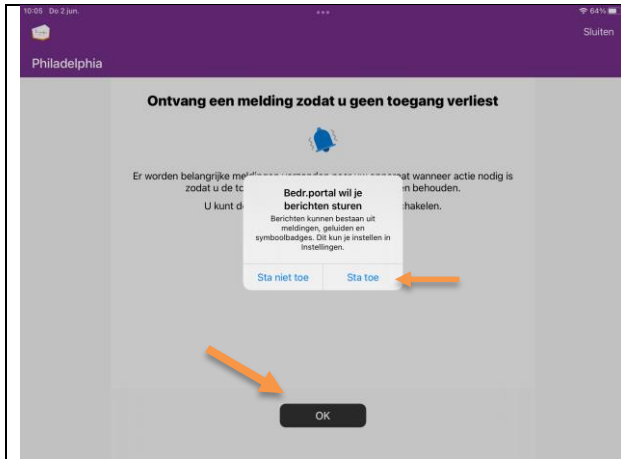 10:05 Do 2 jun.
64%
Sluiten
Philadelphia
Ontvang een melding zodat u geen toegang verliest
Er worden belangrijke wanneer actie nodig is
zodat u de en behouden.
U kunt
Bedr.portal wil je
berichten sturen
Berichten kunnen bestaan uit
meldingen, geluiden en
symboolbadges. Dit kun je instellen in
Instellingen.
Sta niet toe
Sta toe
OK